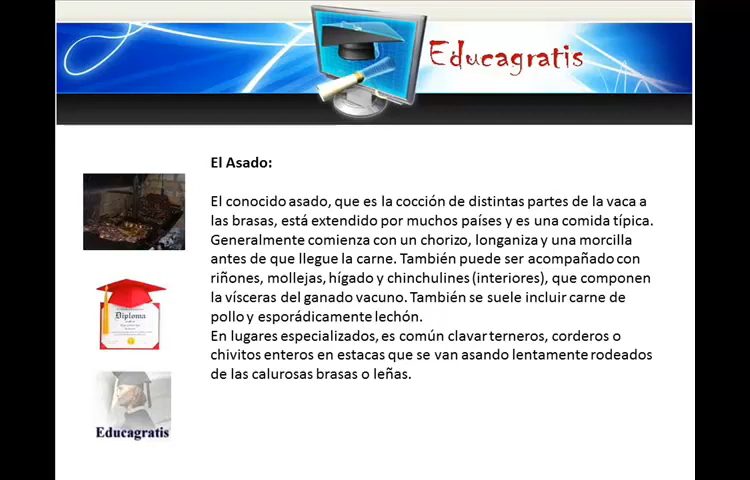 Educagratis
El Asado:
El conocido asado, que es la cocción de distintas partes de la vaca a
las brasas, está extendido por muchos países y es una comida típica.
Generalmente comienza con un chorizo, longaniza y una morcilla
antes de que llegue la carne. También puede ser acompañado con
riñones, mollejas, hígado y chinchulines (interiores), que componen
la vísceras del ganado vacuno. También se suele incluir carne de
pollo y esporádicamente lechón.
En lugares especializados, es común clavar terneros, corderos o
chivitos enteros en estacas que se van asando lentamente rodeados
de las calurosas brasas o leñas.
Diploma
Educagratis